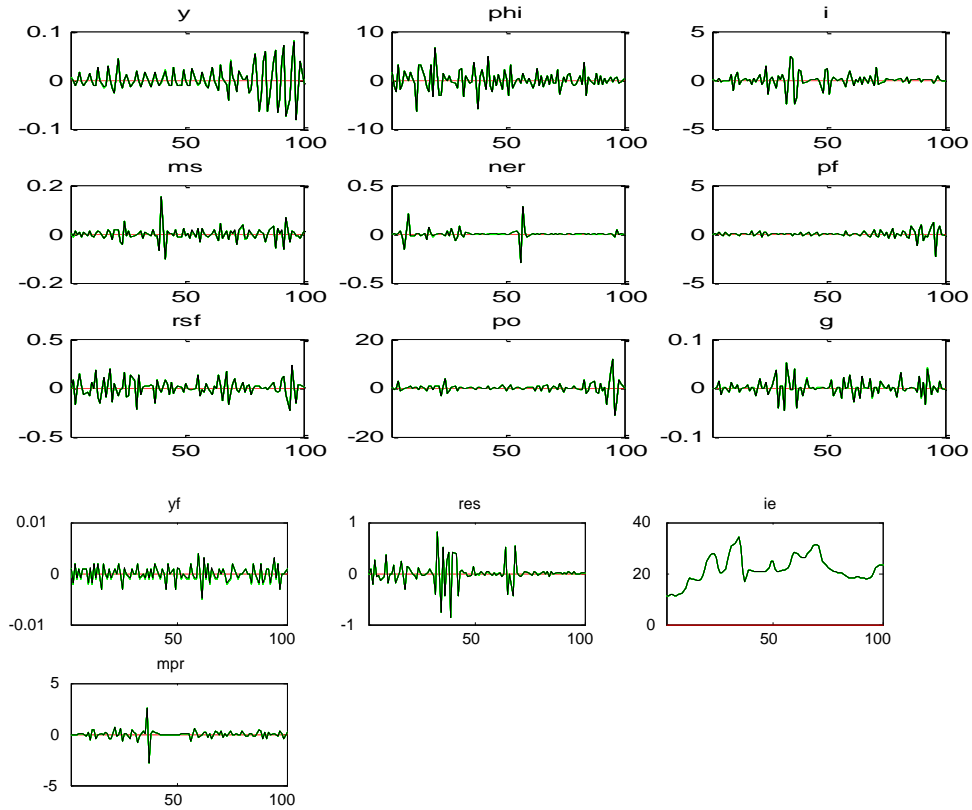 y phi i
0.1 10 5
0 0 0
-0.1 -10 -5
50 100 50 100 50 100
ms ner pf
0.2 0.5 5
0 0 0
-0.2 -0.5 -5
50 100 50 100 50 100
rsf po g
0.5 20 0.1
0 0 0
-0.5 -20 -0.1
50 100 50 100 50 100
yf res ie
0.01 1 40
0 0 20
-0.01 -1 0
50 100 50 100 50 100
mpr
5
0
-5
50 100